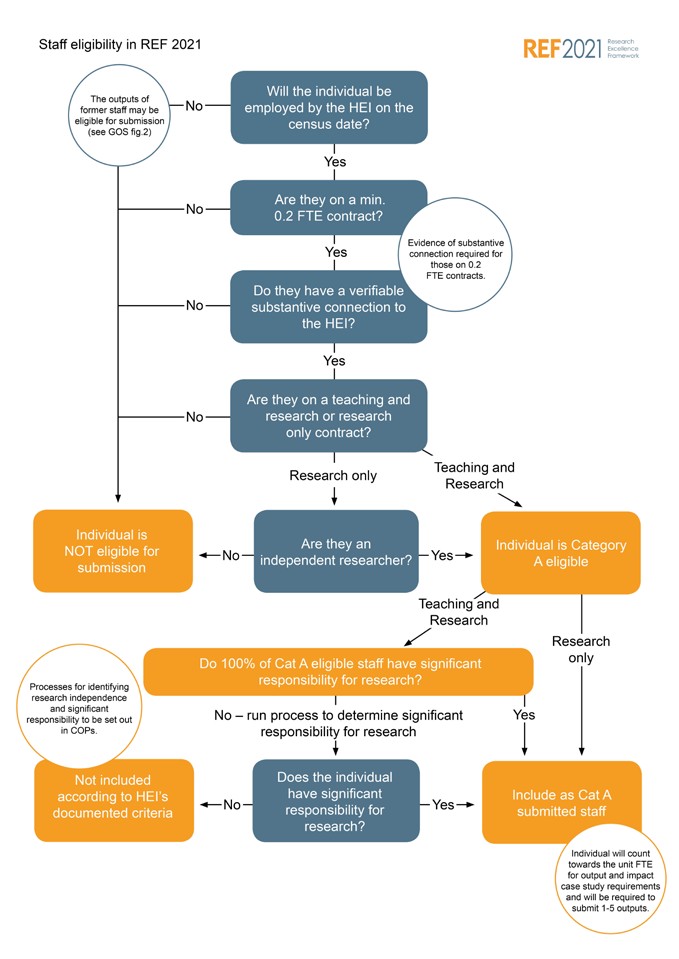 Staff eligibility in REF 2021
REF2021
Research
Excellence
Framework
The outputs of
former staff may be
eligible for submission
(see GOS fig.2)
No
Will the individual be
employed by the HEI on the
census date?
Yes
No
Are they on a min.
0.2 FTE contract?
Yes
Evidence of substantive
connection required for
those on 0.2
FTE contracts.
No
Do they have a verifiable
substantive connection to
the HEI?
Yes
No
Are they on a teaching and
research or research
only contract?
Research only
Teaching and
Research
Individual is
NOT eligible for
submission
No
Are they an
independent researcher?
Yes
Individual is Category
A eligible
Teaching and
Research
Research
only
Do 100% of Cat A eligible staff have significant
responsibility for research?
Processes for identifying
research independence
and significant
responsibility to be set out
in COPs.
No – run process to determine significant
responsibility for research
Yes
Not included
according to HEI's
documented criteria
No
Does the individual
have significant
responsibility for
research?
Yes
Include as Cat A
submitted staff
Individual will count
towards the unit FTE
for output and impact
case study requirements
and will be required to
submit 1-5 outputs.